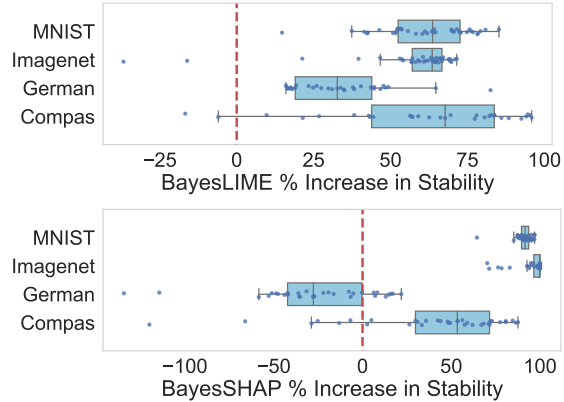 MNIST
Imagenet
German
Compas
−25 0 25 50 75 100
BayesLIME % Increase in Stability
MNIST
Imagenet
German
Compas
−100 −50 0 50 100
BayesSHAP % Increase in Stability